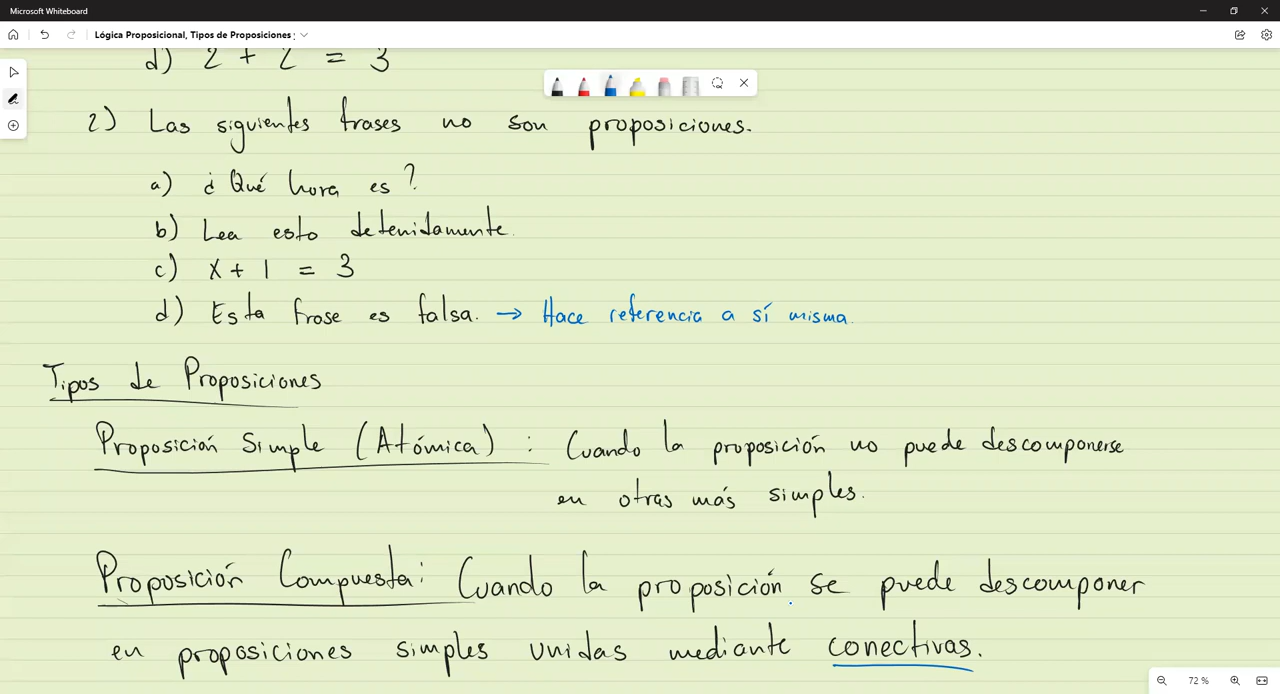 Microsoft Whiteboard
Lógica Proposicional, Tipos de Proposiciones
d) 2 + 2 = 3
2) Las siguientes frases no son proposiciones.
a) ¿Qué hora es?
b) Lea esto detenidamente.
c) x + 1 = 3
d) Esta frase es falsa. → Hace referencia a sí misma.
Tipos de Proposiciones
Proposición Simple (Atómica) : Cuando la proposición no puede descomponerse
en otras más simples.
Proposición Compuesta: Cuando la proposición se puede descomponer
en proposiciones simples unidas mediante conectivas.
72 %